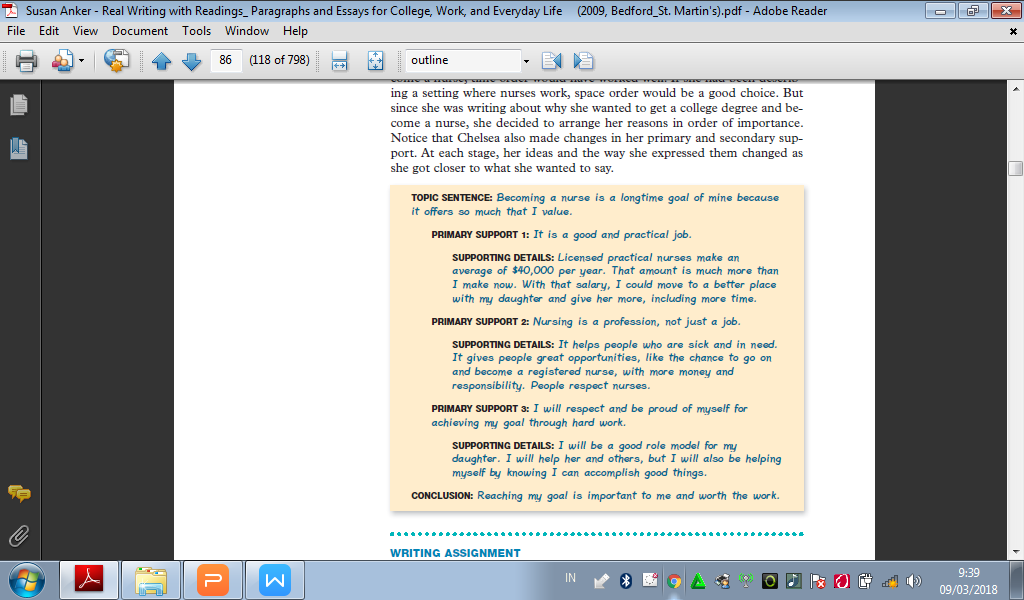 Susan Anker - Real Writing with Readings_ Paragraphs and Essays for College, Work, and Everyday Life (2009, Bedford_St. Martin's).pdf - Adobe Reader
File Edit View Document Tools Window Help
86 (118 of 798) outline
ing a setting where nurses work, space order would be a good choice. But
since she was writing about why she wanted to get a college degree and be-
come a nurse, she decided to arrange her reasons in order of importance.
Notice that Chelsea also made changes in her primary and secondary sup-
port. At each stage, her ideas and the way she expressed them changed as
she got closer to what she wanted to say.
TOPIC SENTENCE: Becoming a nurse is a longtime goal of mine because
it offers so much that I value.
PRIMARY SUPPORT 1: It is a good and practical job.
SUPPORTING DETAILS: Licensed practical nurses make an
average of $40,000 per year. That amount is much more than
I make now. With that salary, I could move to a better place
with my daughter and give her more, including more time.
PRIMARY SUPPORT 2: Nursing is a profession, not just a job.
SUPPORTING DETAILS: It helps people who are sick and in need.
It gives people great opportunities, like the chance to go on
and become a registered nurse, with more money and
responsibility. People respect nurses.
PRIMARY SUPPORT 3: I will respect and be proud of myself for
achieving my goal through hard work.
SUPPORTING DETAILS: I will be a good role model for my
daughter. I will help her and others, but I will also be helping
myself by knowing I can accomplish good things.
CONCLUSION: Reaching my goal is important to me and worth the work.
WRITING ASSIGNMENT
IN
9:39
09/03/2018